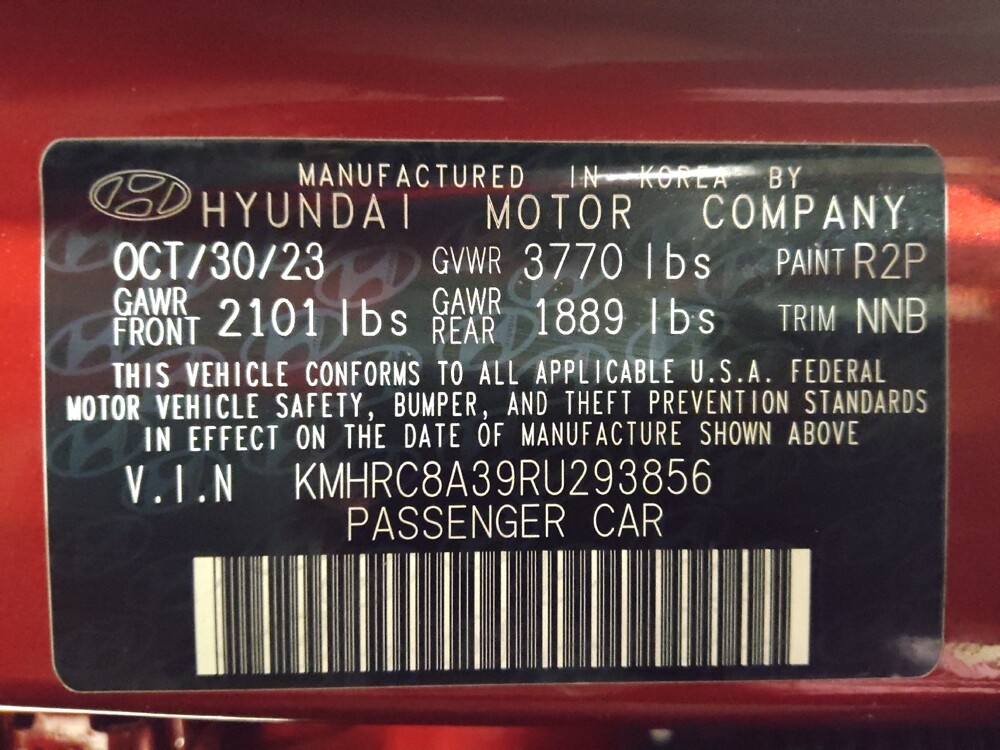 MANUFACTURED IN KOREA BY
HYUNDAI MOTOR COMPANY
OCT/30/23 GVWR 3770 lbs PAINT R2P
GAWR FRONT 2101 lbs GAWR REAR 1889 lbs TRIM NNB
THIS VEHICLE CONFORMS TO ALL APPLICABLE U.S.A. FEDERAL
MOTOR VEHICLE SAFETY, BUMPER, AND THEFT PREVENTION STANDARDS
IN EFFECT ON THE DATE OF MANUFACTURE SHOWN ABOVE
V.I.N KMHRC8A39RU293856
PASSENGER CAR